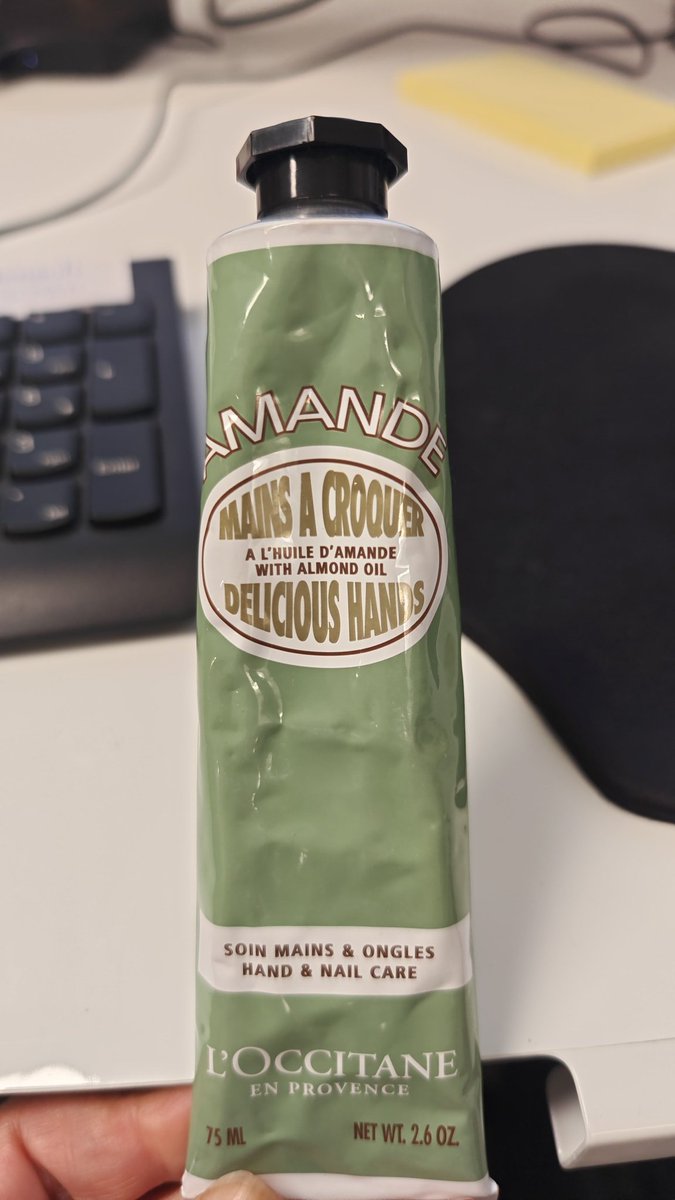 AMANDE
MAINS A CROQUER
A L'HUILE D'AMANDE
WITH ALMOND OIL
DELICIOUS HANDS
SOIN MAINS & ONGLES
HAND & NAIL CARE
L'OCCITANE
EN PROVENCE
75 ML NET WT. 2.6 OZ.